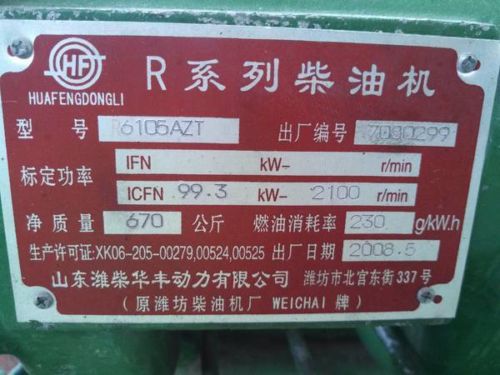 HF
HUAFENGDONGLI
R系列柴油机
型号 R6105AZT 出厂编号 7080299
标定功率
IFN kW- r/min
ICFN 99.3 kW- 2100 r/min
净质量 670 公斤 燃油消耗率 230 g/kW.h
生产许可证:XK06-205-00279,00524,00525 出厂日期 2008.5
山东潍柴华丰动力有限公司 潍坊市北宫东街337号
(原潍坊柴油机厂 WEICHAI 牌)